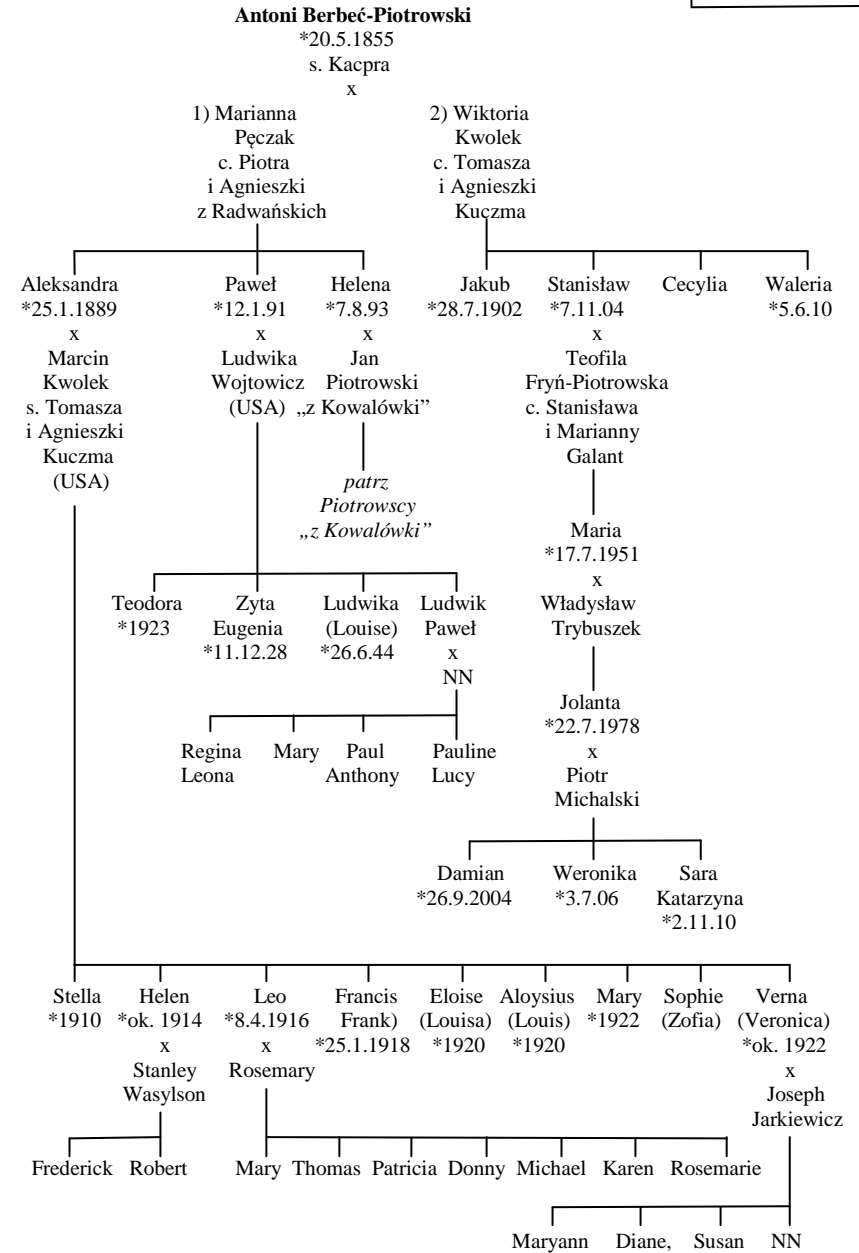 Antoni Berbeć-Piotrowski
*20.5.1855
s. Kacpra
x
1) Marianna
Pęczak
c. Piotra
i Agnieszki
z Radwańskich
2) Wiktoria
Kwolek
c. Tomasza
i Agnieszki
Kuczma
Aleksandra
*25.1.1889
x
Marcin
Kwolek
s. Tomasza
i Agnieszki
Kuczma
(USA)
Paweł
*12.1.91
x
Ludwika
Wojtowicz
(USA)
Helena
*7.8.93
x
Jan
Piotrowski
„z Kowalówki”
patrz
Piotrowscy
„z Kowalówki”
Jakub
*28.7.1902
Stanisław
*7.11.04
x
Teofila
Fryń-Piotrowska
c. Stanisława
i Marianny
Galant
Cecylia
Waleria
*5.6.10
Maria
*17.7.1951
x
Władysław
Trybuszek
Teodora
*1923
Zyta
Eugenia
*11.12.28
Ludwika
(Louise)
*26.6.44
Ludwik
Paweł
x
NN
Jolanta
*22.7.1978
x
Piotr
Michalski
Regina
Leona
Mary
Paul
Anthony
Pauline
Lucy
Damian
*26.9.2004
Weronika
*3.7.06
Sara
Katarzyna
*2.11.10
Stella
*1910
Helen
*ok. 1914
x
Stanley
Wasylson
Leo
*8.4.1916
x
Rosemary
Francis
Frank)
*25.1.1918
Eloise
(Louisa)
*1920
Aloysius
(Louis)
*1920
Mary
*1922
Sophie
(Zofia)
Verna
(Veronica)
*ok. 1922
x
Joseph
Jarkiewicz
Frederick Robert
Mary Thomas Patricia Donny Michael Karen Rosemarie
Maryann Diane, Susan NN